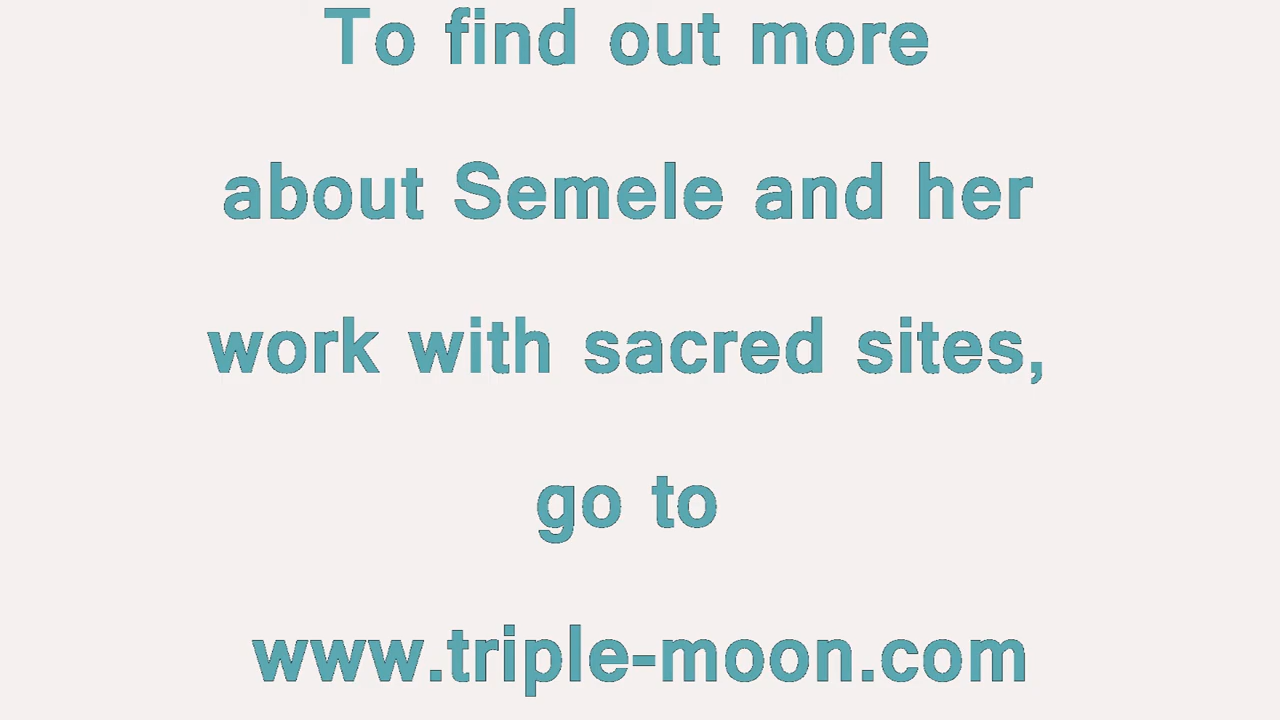 To find out more
about Semele and her
work with sacred sites,
go to
www.triple-moon.com